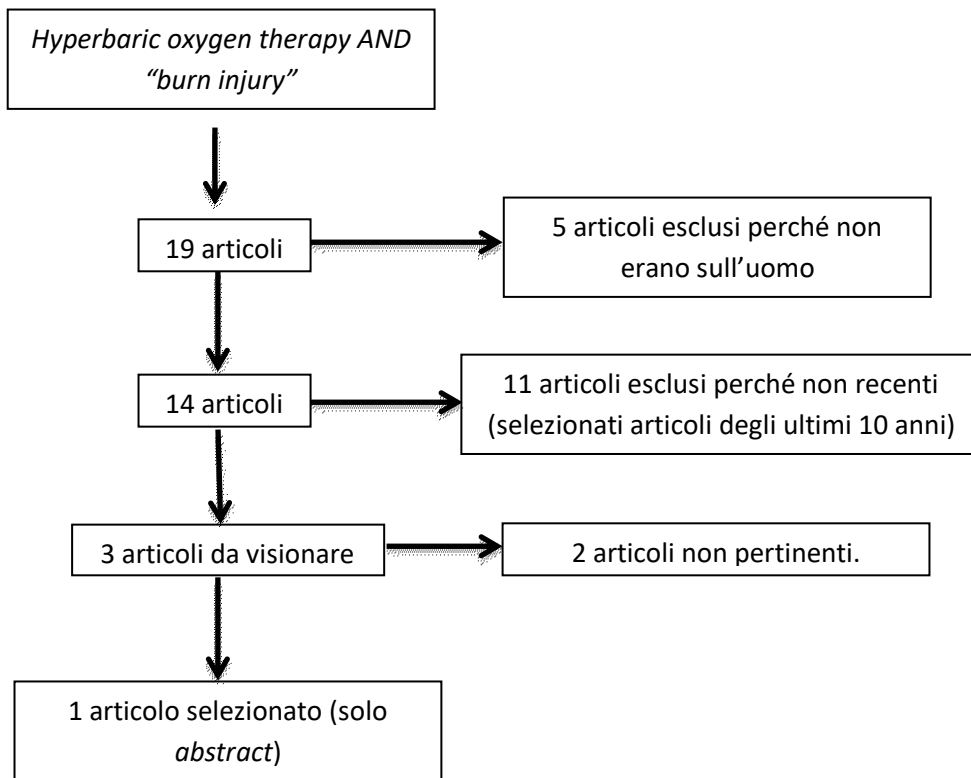 Hyperbaric oxygen therapy AND
“burn injury”
19 articoli
5 articoli esclusi perché non
erano sull’uomo
14 articoli
11 articoli esclusi perché non recenti
(selezionati articoli degli ultimi 10 anni)
3 articoli da visionare
2 articoli non pertinenti.
1 articolo selezionato (solo
abstract)